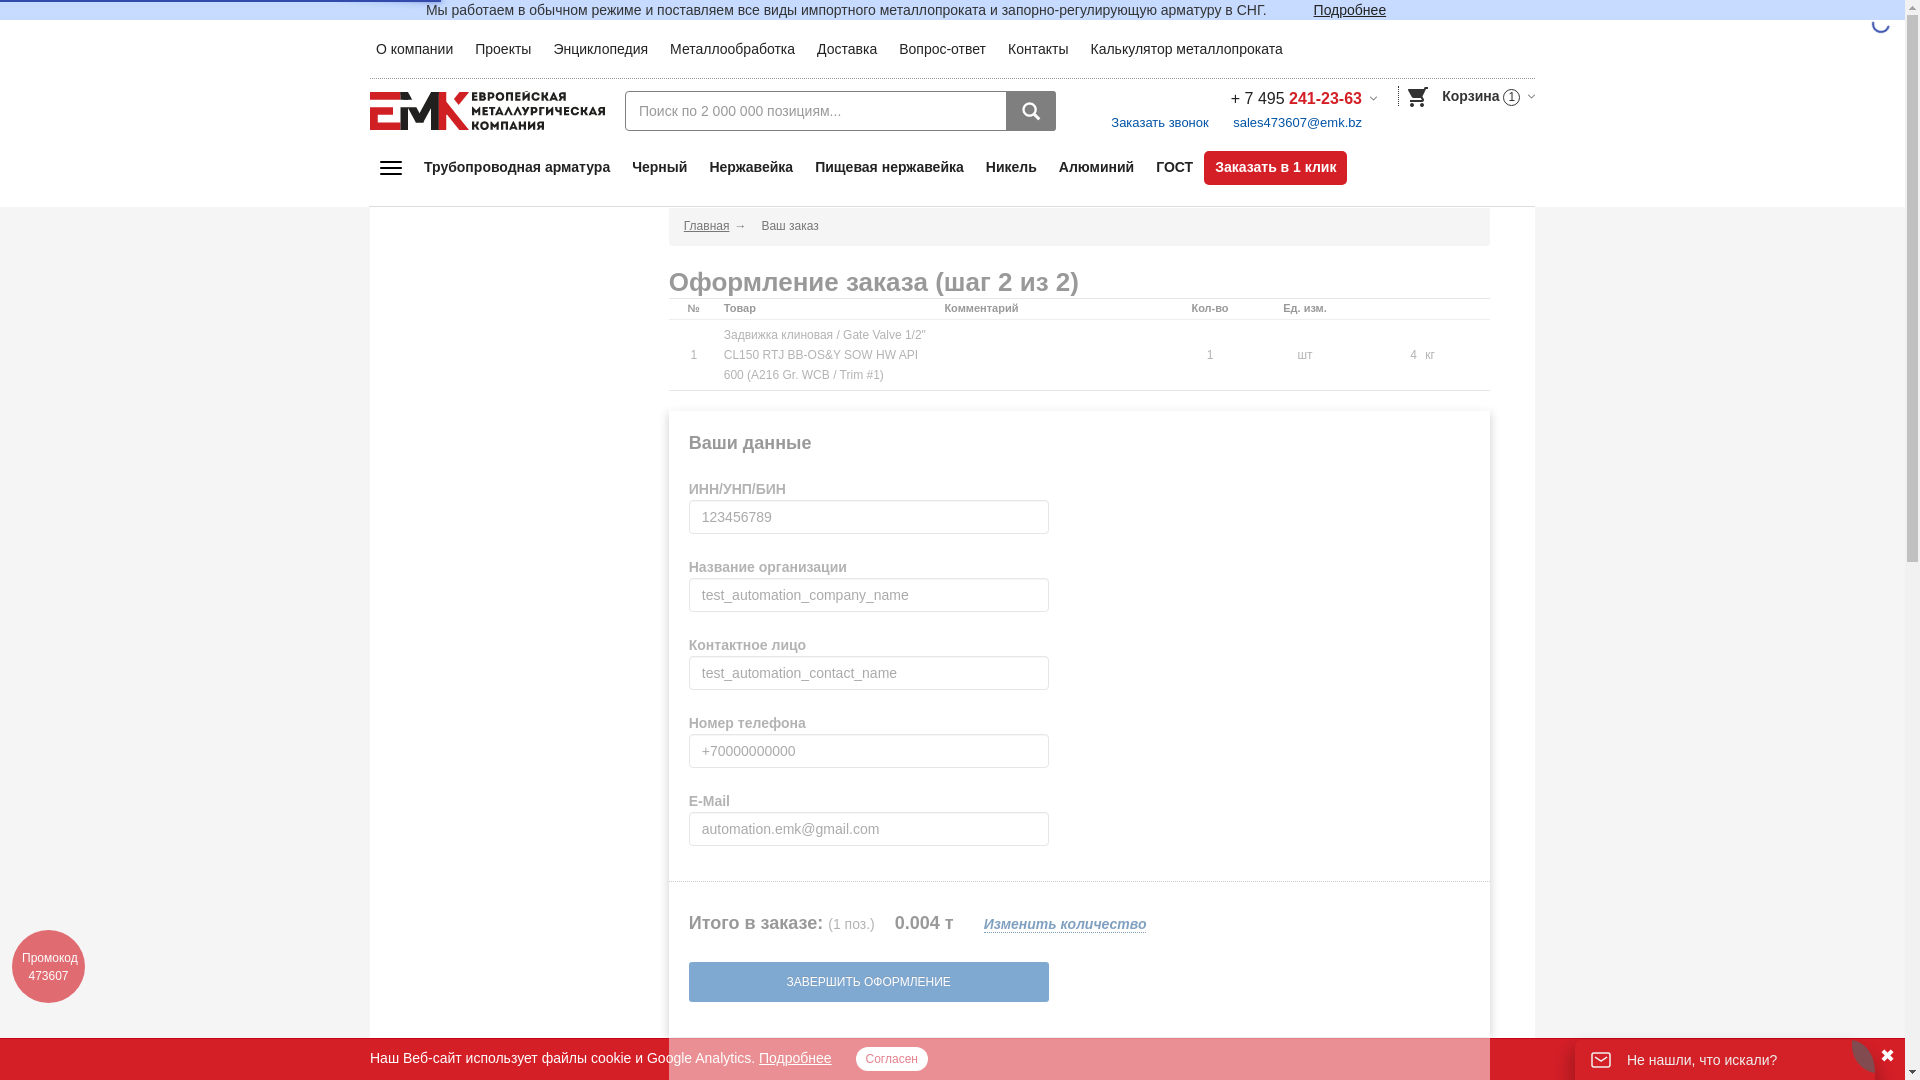 Мы работаем в обычном режиме и поставляем все виды импортного металлопроката и запорно-регулирующую арматуру в СНГ. Подробнее
О компании Проекты Энциклопедия Металлообработка Доставка Вопрос-ответ Контакты Калькулятор металлопроката
ЕМК ЕВРОПЕЙСКАЯ
МЕТАЛЛУРГИЧЕСКАЯ
КОМПАНИЯ
Поиск по 2 000 000 позициям...
+ 7 495 241-23-63
Корзина 1
Заказать звонок sales473607@emk.bz
Трубопроводная арматура Черный Нержавейка Пищевая нержавейка Никель Алюминий ГОСТ Заказать в 1 клик
Главная → Ваш заказ
Оформление заказа (шаг 2 из 2)
№ Товар Комментарий Кол-во Ед. изм.
Задвижка клиновая / Gate Valve 1/2"
1 CL150 RTJ BB-OS&Y SOW HW API 1 шт 4 кг
600 (A216 Gr. WCB / Trim #1)
Ваши данные
ИНН/УНП/БИН
123456789
Название организации
test_automation_company_name
Контактное лицо
test_automation_contact_name
Номер телефона
+70000000000
E-Mail
automation.emk@gmail.com
Итого в заказе: (1 поз.) 0.004 т Изменить количество
ЗАВЕРШИТЬ ОФОРМЛЕНИЕ
Промокод
473607
Наш Веб-сайт использует файлы cookie и Google Analytics. Подробнее Согласен
Не нашли, что искали?